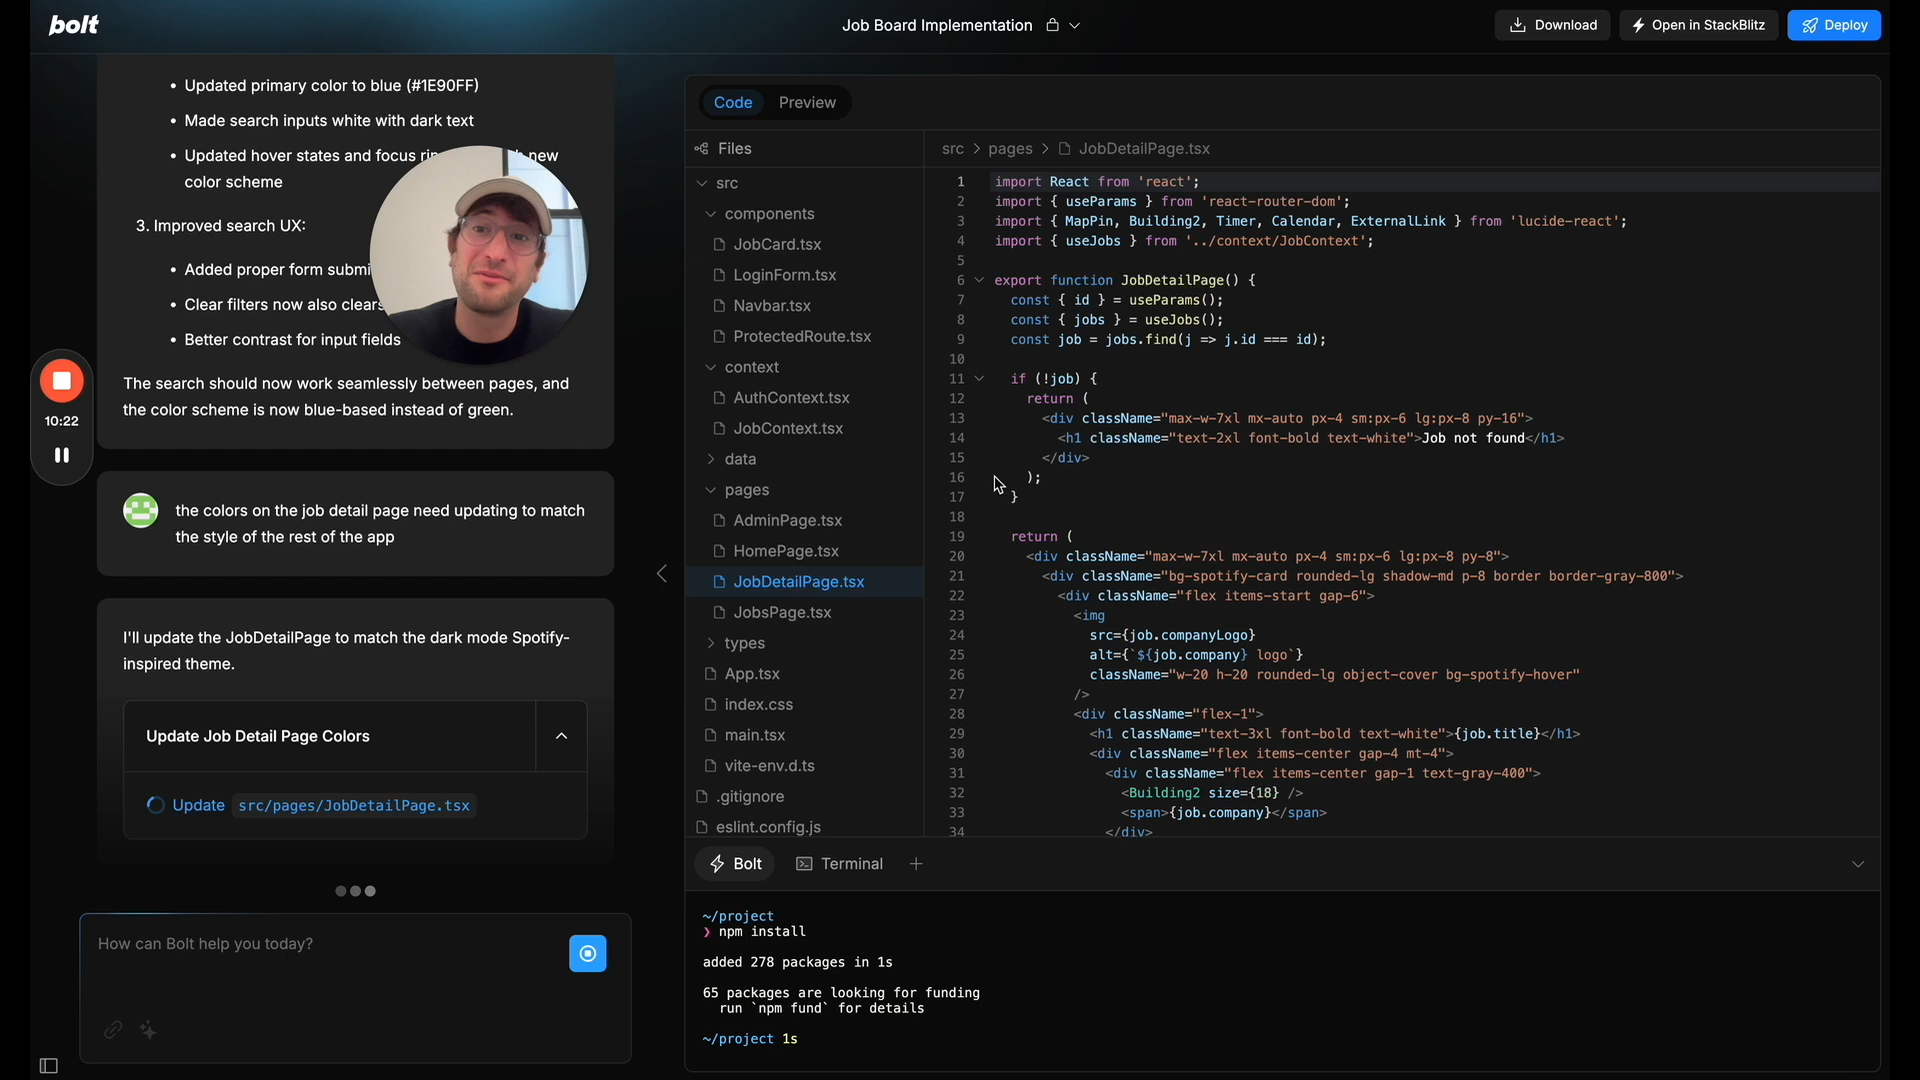 bolt
Job Board Implementation
Download
Open in StackBlitz
Deploy
• Updated primary color to blue (#1E90FF)
• Made search inputs white with dark text
• Updated hover states and focus new
color scheme
3. Improved search UX:
• Added proper form
• Clear filters now also
• Better contrast for input fields
The search should now work seamlessly between pages, and
the color scheme is now blue-based instead of green.
10:22
the colors on the job detail page need updating to match
the style of the rest of the app
I'll update the JobDetailPage to match the dark mode Spotify-
inspired theme.
Update Job Detail Page Colors
Update src/pages/JobDetailPage.tsx
How can Bolt help you today?
Code Preview
Files
src
components
JobCard.tsx
LoginForm.tsx
Navbar.tsx
ProtectedRoute.tsx
context
AuthContext.tsx
JobContext.tsx
data
pages
AdminPage.tsx
HomePage.tsx
JobDetailPage.tsx
JobsPage.tsx
types
App.tsx
index.css
main.tsx
vite-env.d.ts
.gitignore
eslint.config.js
src > pages > JobDetailPage.tsx
1 import React from 'react';
2 import { useParams } from 'react-router-dom';
3 import { MapPin, Building2, Timer, Calendar, ExternalLink } from 'lucide-react';
4 import { useJobs } from '../context/JobContext';
5
6 export function JobDetailPage() {
7 const { id } = useParams();
8 const { jobs } = useJobs();
9 const job = jobs.find(j => j.id === id);
10
11 if (!job) {
12 return (
13 <div className="max-w-7xl mx-auto px-4 sm:px-6 lg:px-8 py-16">
14 <h1 className="text-2xl font-bold text-white">Job not found</h1>
15 </div>
16 );
17 }
18
19 return (
20 <div className="max-w-7xl mx-auto px-4 sm:px-6 lg:px-8 py-8">
21 <div className="bg-spotify-card rounded-lg shadow-md p-8 border border-gray-800">
22 <div className="flex items-start gap-6">
23 <img
24 src={job.companyLogo}
25 alt={`${job.company} logo`}
26 className="w-20 h-20 rounded-lg object-cover bg-spotify-hover"
27 />
28 <div className="flex-1">
29 <h1 className="text-3xl font-bold text-white">{job.title}</h1>
30 <div className="flex items-center gap-4 mt-4">
31 <div className="flex items-center gap-1 text-gray-400">
32 <Building2 size={18} />
33 <span>{job.company}</span>
34 </div>
Bolt
Terminal
~/project
❯ npm install
added 278 packages in 1s
65 packages are looking for funding
run `npm fund` for details
~/project 1s